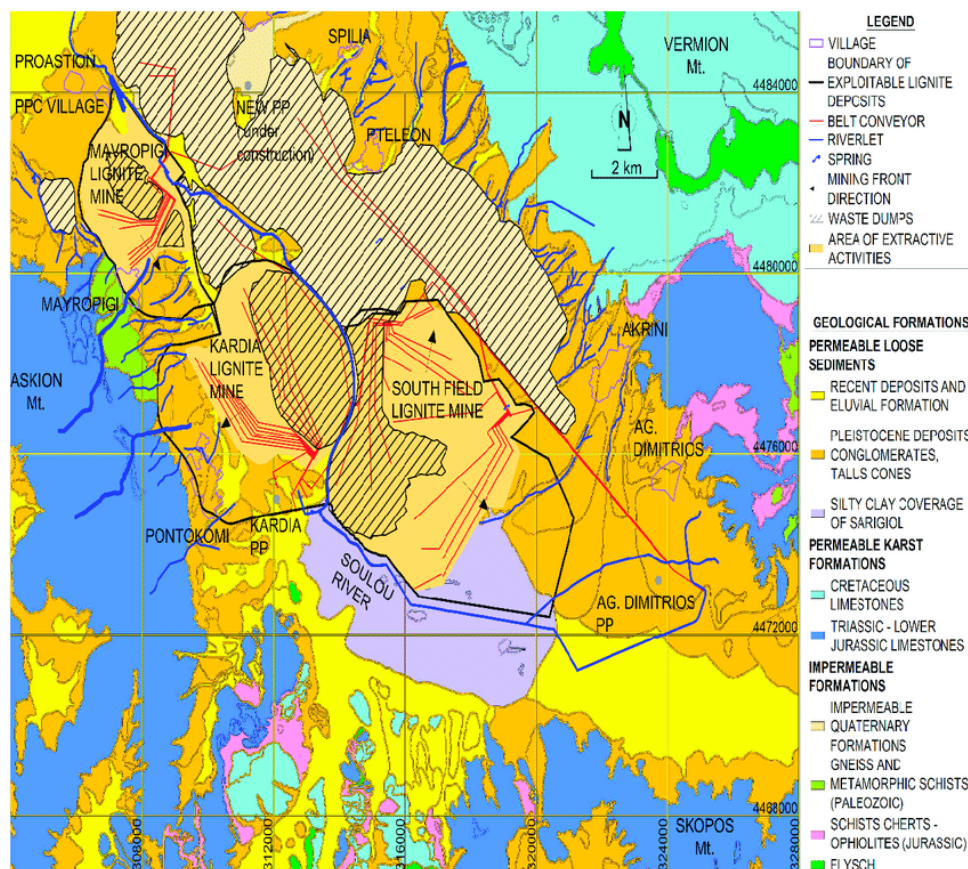 PROASTION
SPILIA
VERMION
Mt.
PPC VILLAGE
NEW PP
(under
construction)
PTELEON
4484000
N
2 km
MAVROPIGI
LIGNITE
MINE
4480000
MAYROPIGI
AKRINI
KARDIA
LIGNITE
MINE
ASKION
Mt.
SOUTH FIELD
LIGNITE MINE
AG.
DIMITRIOS
4476000
PONTOKOMI
KARDIA
PP
SOULOU
RIVER
AG. DIMITRIOS
PP
4472000
4468000
SKOPOS
Mt.
308000
312000
316000
320000
324000
328000
LEGEND
VILLAGE
BOUNDARY OF
EXPLOITABLE LIGNITE
DEPOSITS
BELT CONVEYOR
RIVERLET
SPRING
MINING FRONT
DIRECTION
WASTE DUMPS
AREA OF EXTRACTIVE
ACTIVITIES
GEOLOGICAL FORMATIONS
PERMEABLE LOOSE
SEDIMENTS
RECENT DEPOSITS AND
ELUVIAL FORMATION
PLEISTOCENE DEPOSITS
CONGLOMERATES,
TALLS CONES
SILTY CLAY COVERAGE
OF SARIGIOL
PERMEABLE KARST
FORMATIONS
CRETACEOUS
LIMESTONES
TRIASSIC - LOWER
JURASSIC LIMESTONES
IMPERMEABLE
FORMATIONS
IMPERMEABLE
QUATERNARY
FORMATIONS
GNEISS AND
METAMORPHIC SCHISTS
(PALEOZOIC)
SCHISTS CHERTS -
OPHIOLITES (JURASSIC)
FLYSCH